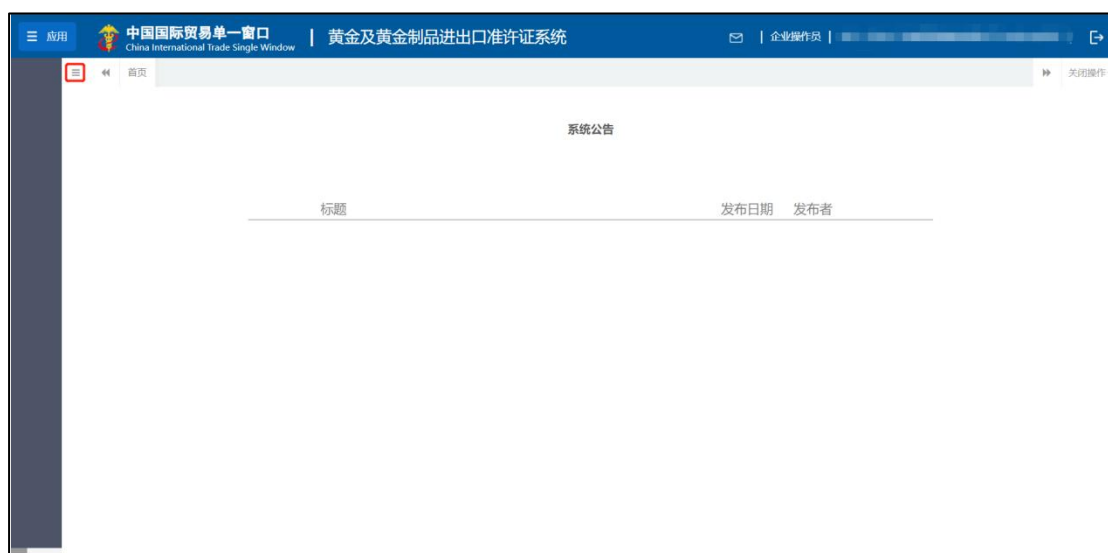 应用 中国国际贸易单一窗口 | 黄金及黄金制品进出口准许证系统 | 企业操作员 |
China International Trade Single Window
首页 关闭操作
系统公告
标题 发布日期 发布者